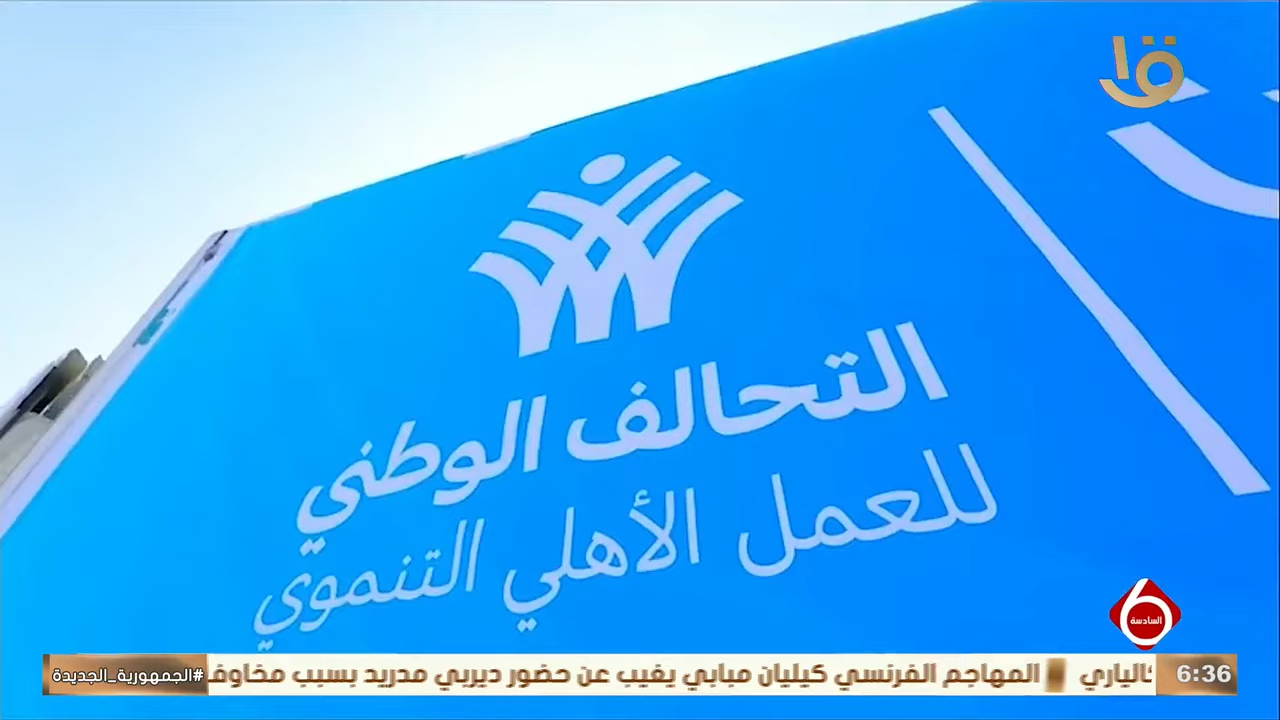 التحالف الوطني
للعمل الأهلي التنموي
6
السادسة
6:36
المهاجم الفرنسي كيليان مبابي يغيب عن حضور ديربي مدريد بسبب
#الجمهورية_الجديدة